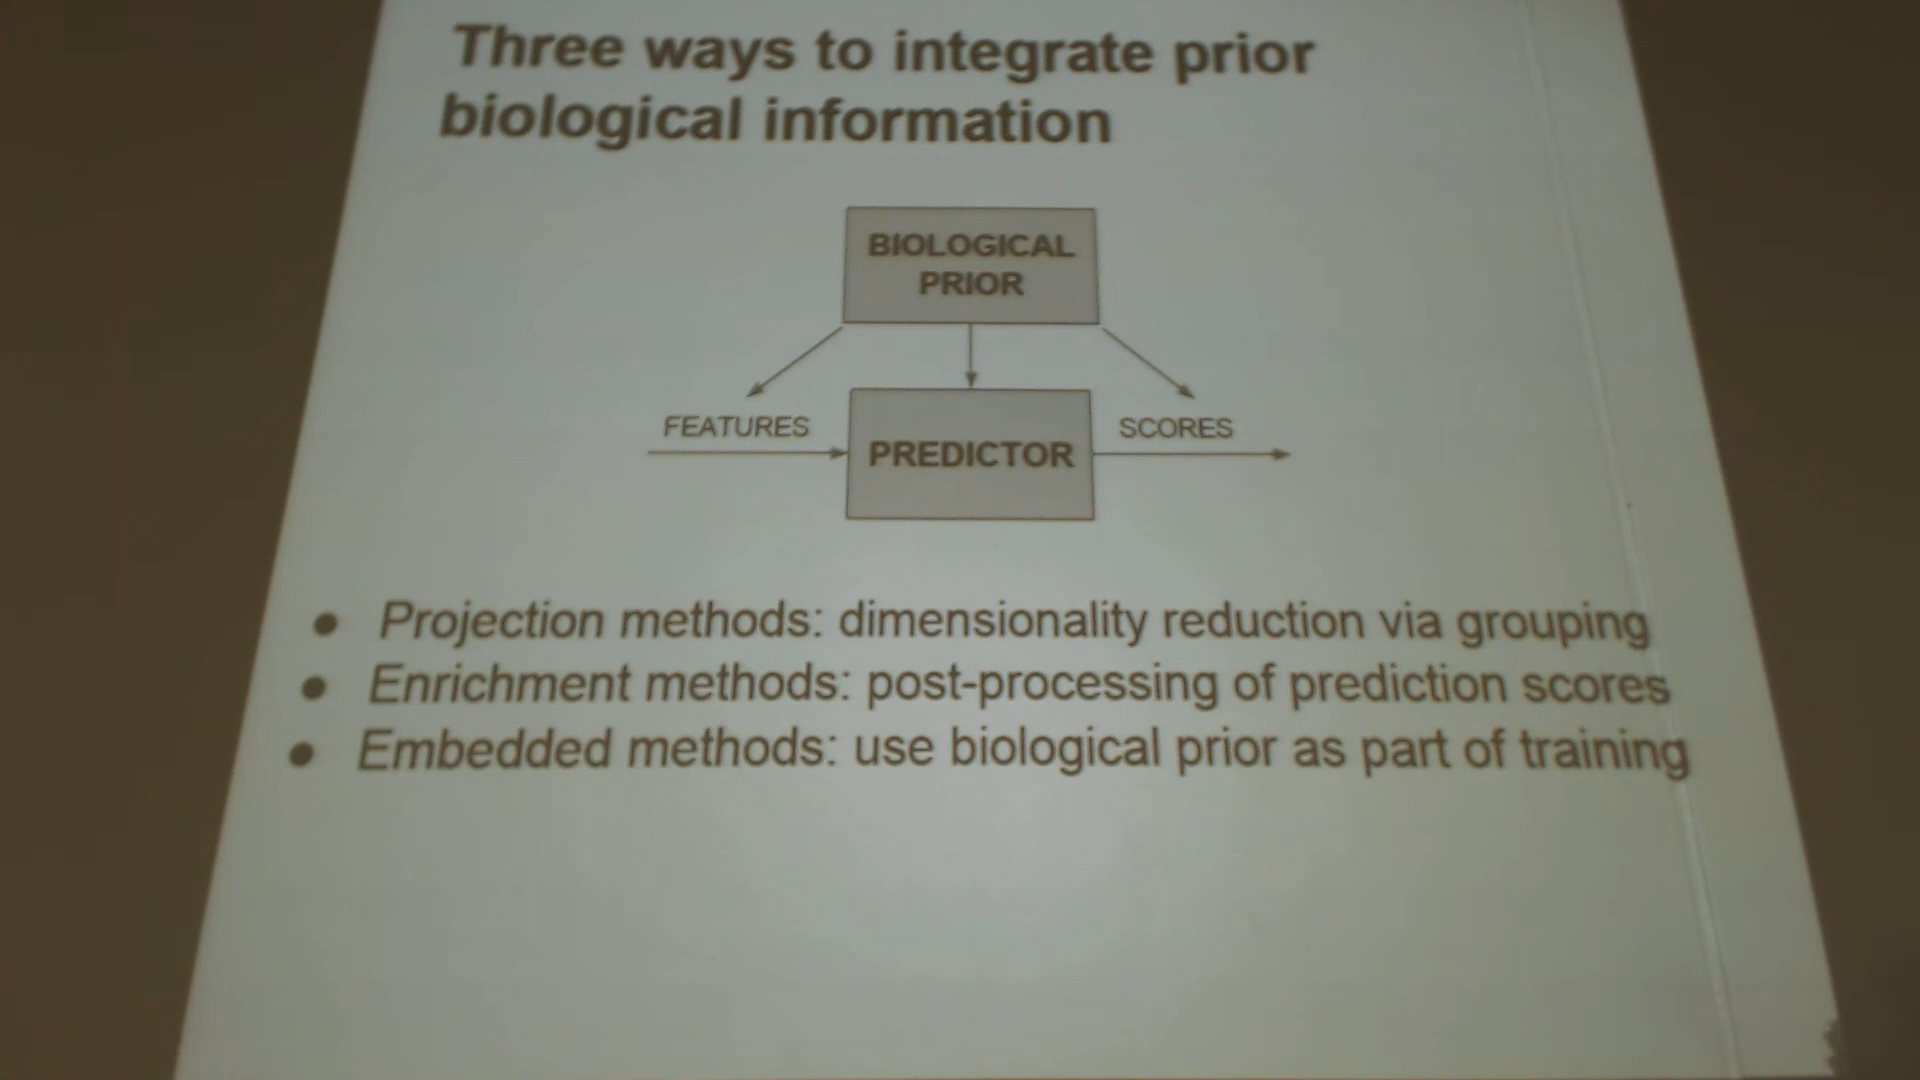 Three ways to integrate prior
biological information
BIOLOGICAL
PRIOR
FEATURES
PREDICTOR
SCORES
● Projection methods: dimensionality reduction via grouping
● Enrichment methods: post-processing of prediction scores
● Embedded methods: use biological prior as part of training